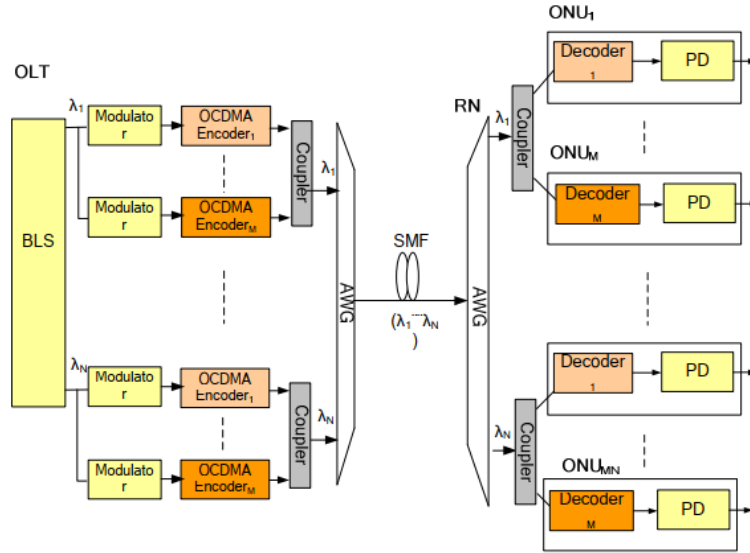 OLT
BLS
λ1
Modulato
r
OCDMA
Encoder1
Modulato
r
OCDMA
EncoderM
Coupler
λ1
λN
Modulato
r
OCDMA
Encoder1
Modulato
r
OCDMA
EncoderM
Coupler
λN
AWG
SMF
(λ1 ---- λN
)
RN
AWG
λ1
Coupler
λN
Coupler
ONU1
Decoder
1
PD
ONUM
Decoder
M
PD
Decoder
1
PD
ONUMN
Decoder
M
PD